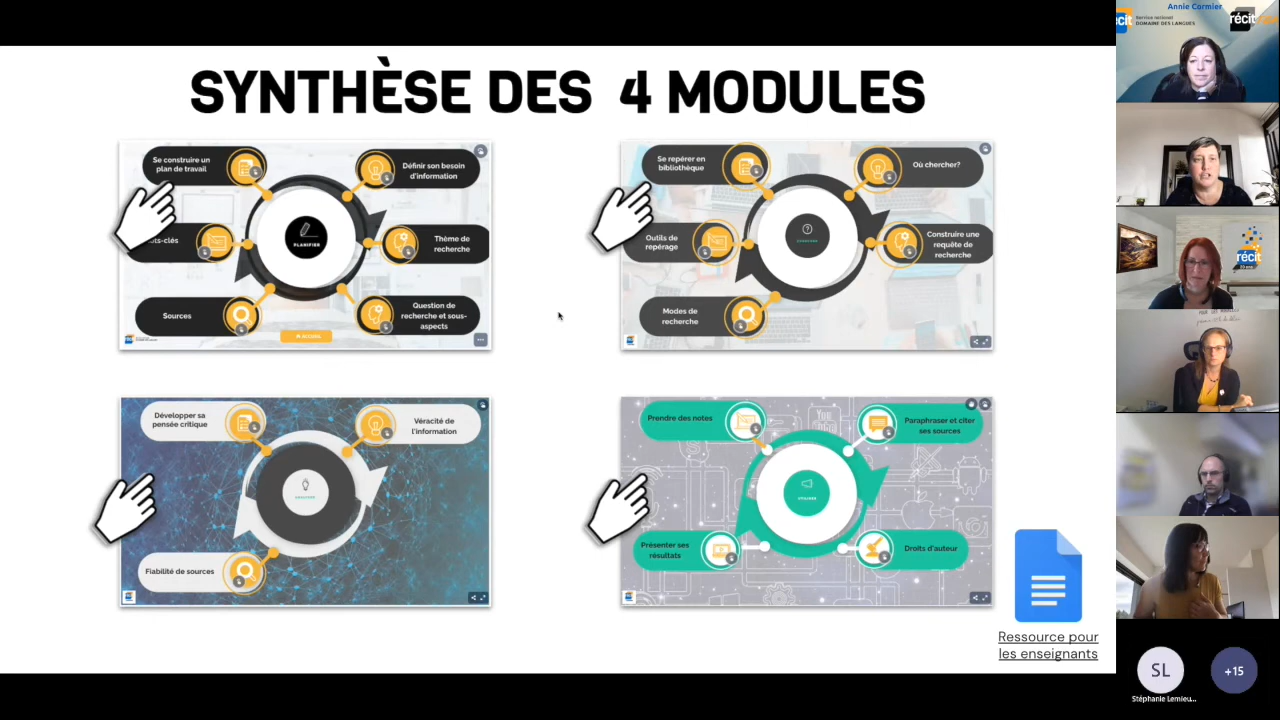 SYNTHÈSE DES 4 MODULES
Se construire un
plan de travail
Définir son besoin
d'information
Thème de
recherche
Question de
recherche et sous-
aspects
Sources
PLANIFIER
Se repérer en
bibliothèque
Où chercher?
Outils de
repérage
Construire une
requête de
recherche
Modes de
recherche
Développer sa
pensée critique
Véracité de
l'information
Fiabilité de sources
Prendre des notes
Paraphraser et citer
ses sources
Présenter ses
résultats
Droits d'auteur
You
Ressource pour
les enseignants
Annie Cormier
Service national
DOMAINE DES LANGUES
récit
récit
SL
Stéphanie Lemieu...
+15